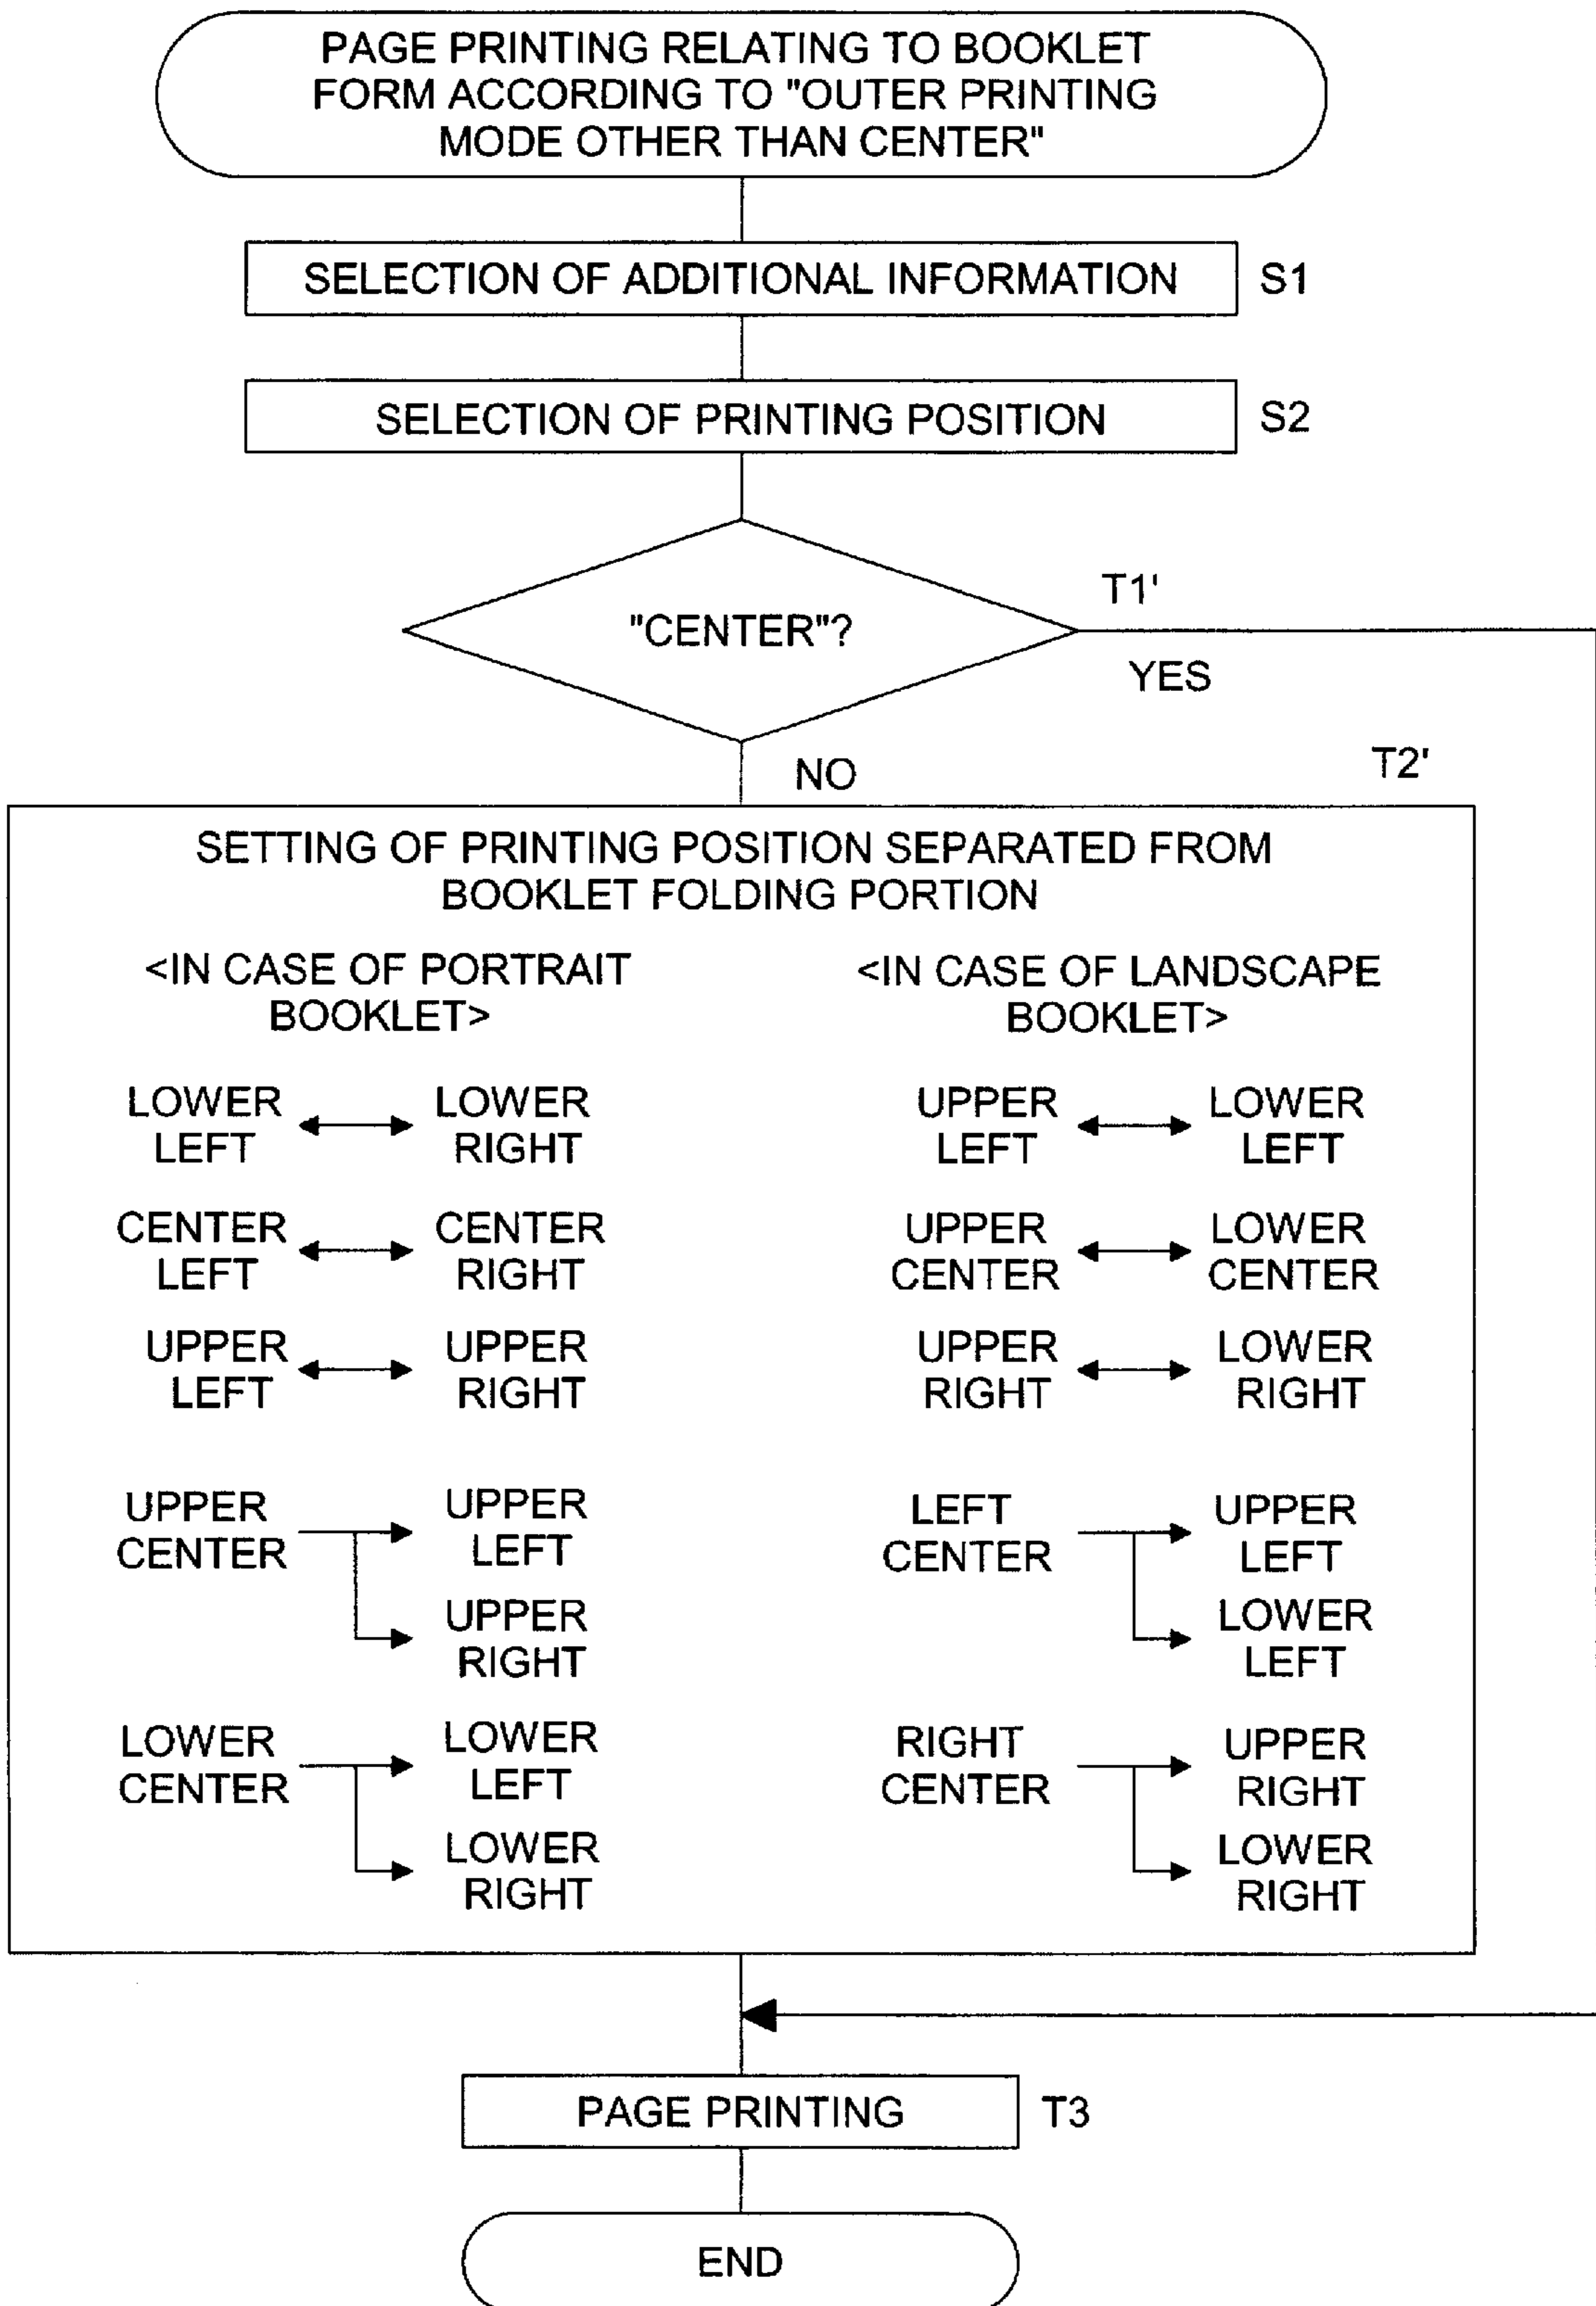 PAGE PRINTING RELATING TO BOOKLET
FORM ACCORDING TO "OUTER PRINTING
MODE OTHER THAN CENTER"
SELECTION OF ADDITIONAL INFORMATION
S1
SELECTION OF PRINTING POSITION
S2
"CENTER"?
T1'
YES
NO
T2'
SETTING OF PRINTING POSITION SEPARATED FROM
BOOKLET FOLDING PORTION
<IN CASE OF PORTRAIT
BOOKLET>
LOWER
LEFT
LOWER
RIGHT
CENTER
LEFT
CENTER
RIGHT
UPPER
LEFT
UPPER
RIGHT
UPPER
CENTER
UPPER
LEFT
UPPER
RIGHT
LOWER
CENTER
LOWER
LEFT
LOWER
RIGHT
<IN CASE OF LANDSCAPE
BOOKLET>
UPPER
LEFT
LOWER
LEFT
UPPER
CENTER
LOWER
CENTER
UPPER
RIGHT
LOWER
RIGHT
LEFT
CENTER
UPPER
LEFT
LOWER
LEFT
RIGHT
CENTER
UPPER
RIGHT
LOWER
RIGHT
PAGE PRINTING
T3
END